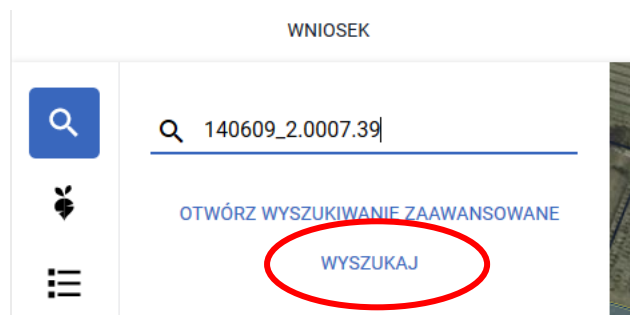 WNIOSEK
140609_2.0007.39
OTWÓRZ WYSZUKIWANIE ZAAWANSOWANE
WYSZUKAJ